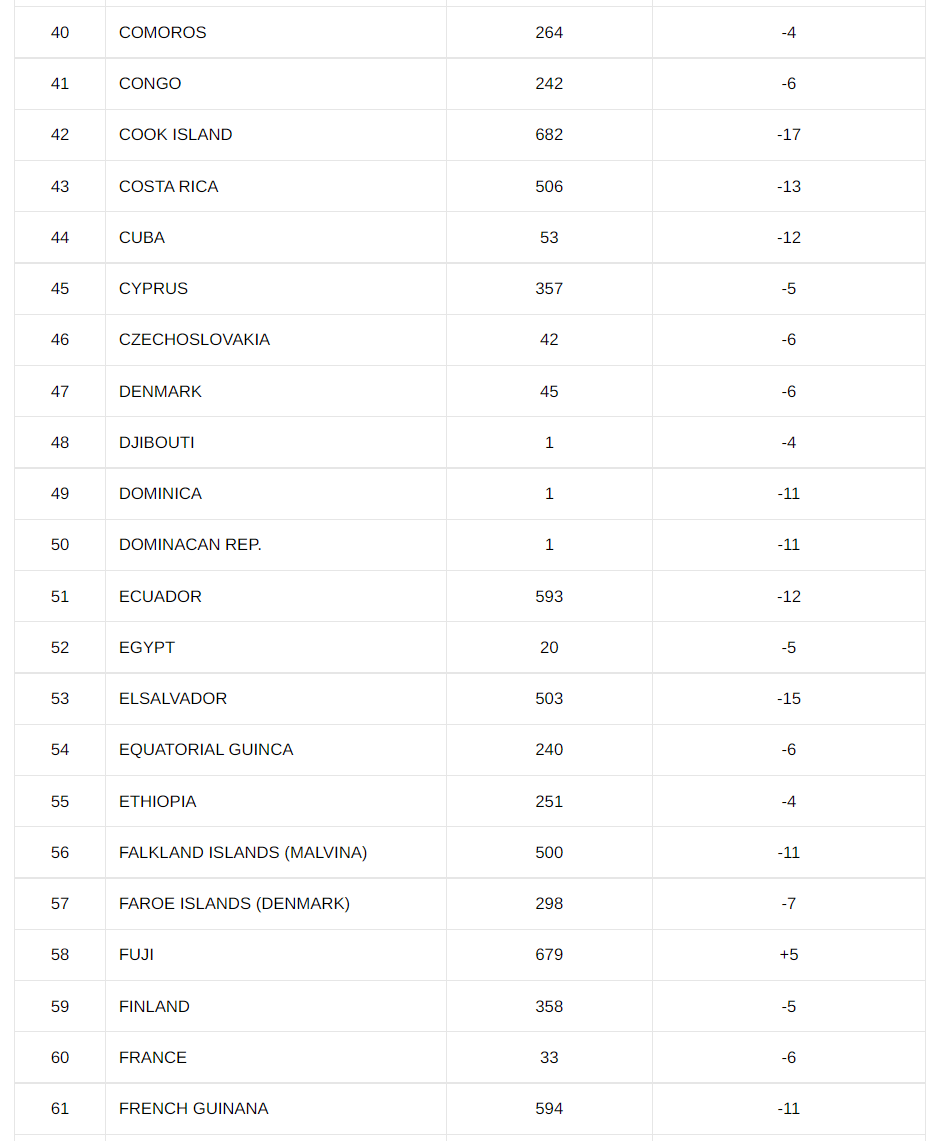 40 COMOROS 264 -4
41 CONGO 242 -6
42 COOK ISLAND 682 -17
43 COSTA RICA 506 -13
44 CUBA 53 -12
45 CYPRUS 357 -5
46 CZECHOSLOVAKIA 42 -6
47 DENMARK 45 -6
48 DJIBOUTI 1 -4
49 DOMINICA 1 -11
50 DOMINACAN REP. 1 -11
51 ECUADOR 593 -12
52 EGYPT 20 -5
53 ELSALVADOR 503 -15
54 EQUATORIAL GUINCA 240 -6
55 ETHIOPIA 251 -4
56 FALKLAND ISLANDS (MALVINA) 500 -11
57 FAROE ISLANDS (DENMARK) 298 -7
58 FUJI 679 +5
59 FINLAND 358 -5
60 FRANCE 33 -6
61 FRENCH GUINANA 594 -11